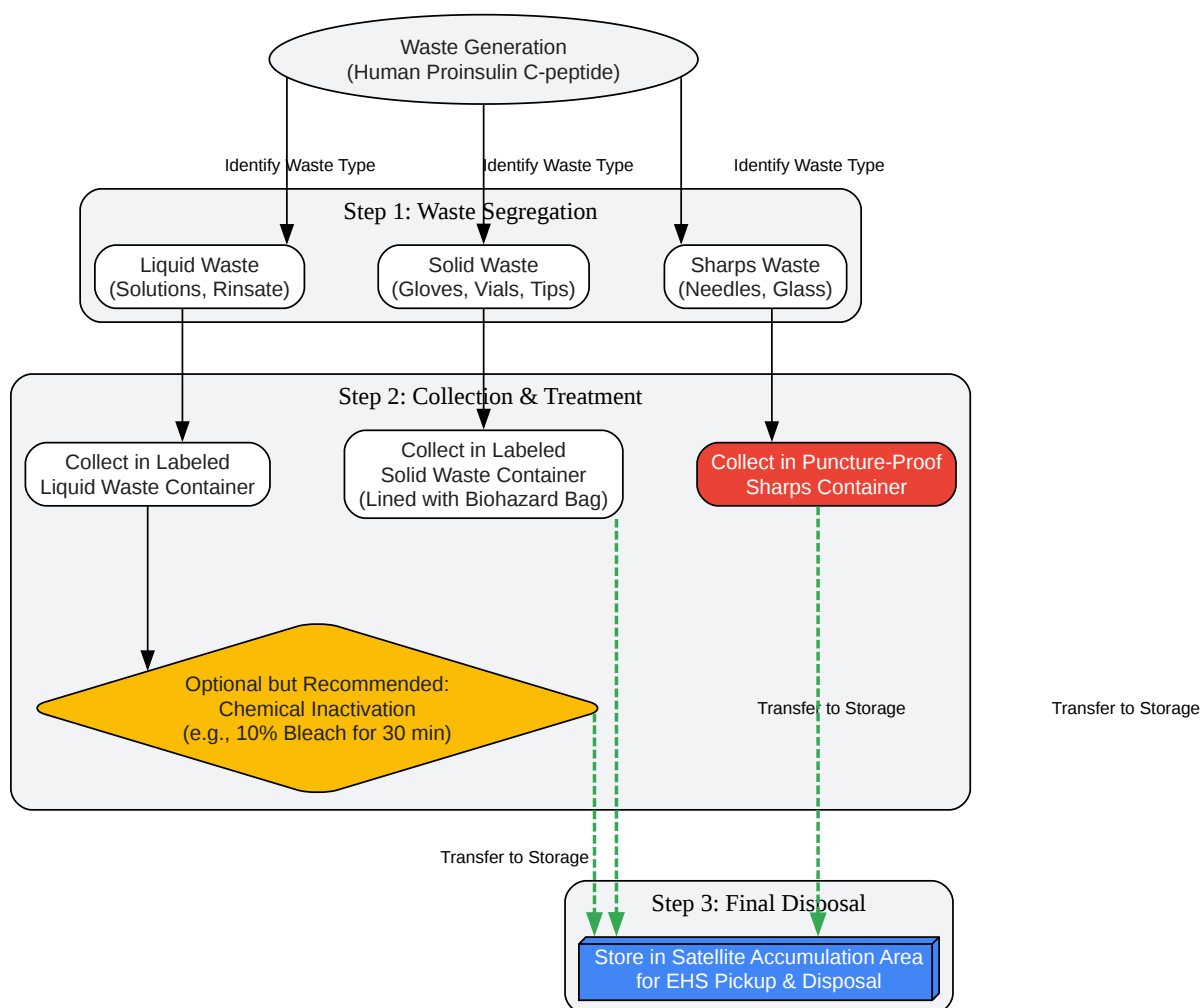 Waste Generation
(Human Proinsulin C-peptide)
Identify Waste Type
Identify Waste Type
Identify Waste Type
Step 1: Waste Segregation
Liquid Waste
(Solutions, Rinsate)
Solid Waste
(Gloves, Vials, Tips)
Sharps Waste
(Needles, Glass)
Step 2: Collection & Treatment
Collect in Labeled
Liquid Waste Container
Collect in Labeled
Solid Waste Container
(Lined with Biohazard Bag)
Collect in Puncture-Proof
Sharps Container
Optional but Recommended:
Chemical Inactivation
(e.g., 10% Bleach for 30 min)
Transfer to Storage
Transfer to Storage
Transfer to Storage
Step 3: Final Disposal
Store in Satellite Accumulation Area
for EHS Pickup & Disposal